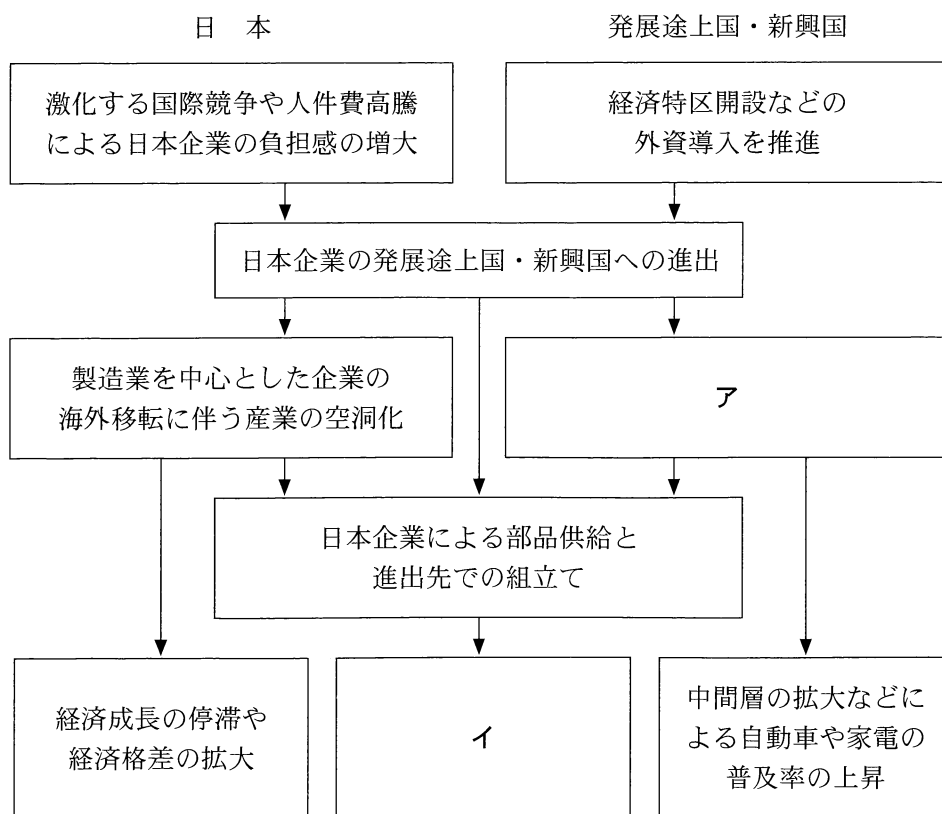 日 本
発展途上国・新興国
激化する国際競争や人件費高騰
による日本企業の負担感の増大
経済特区開設などの
外資導入を推進
日本企業の発展途上国・新興国への進出
製造業を中心とした企業の
海外移転に伴う産業の空洞化
ア
日本企業による部品供給と
進出先での組立て
経済成長の停滞や
経済格差の拡大
イ
中間層の拡大などに
よる自動車や家電の
普及率の上昇